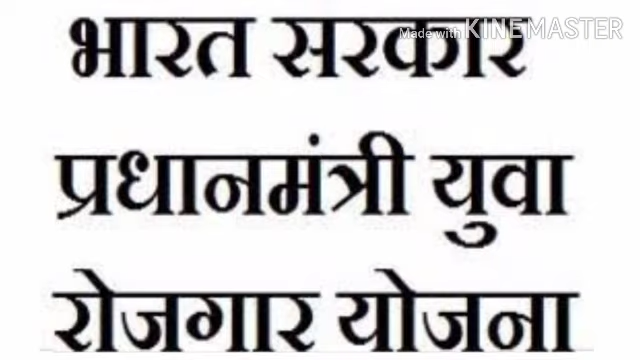 Made with KINEMASTER
भारत सरकार
प्रधानमंत्री युवा
रोजगार योजना